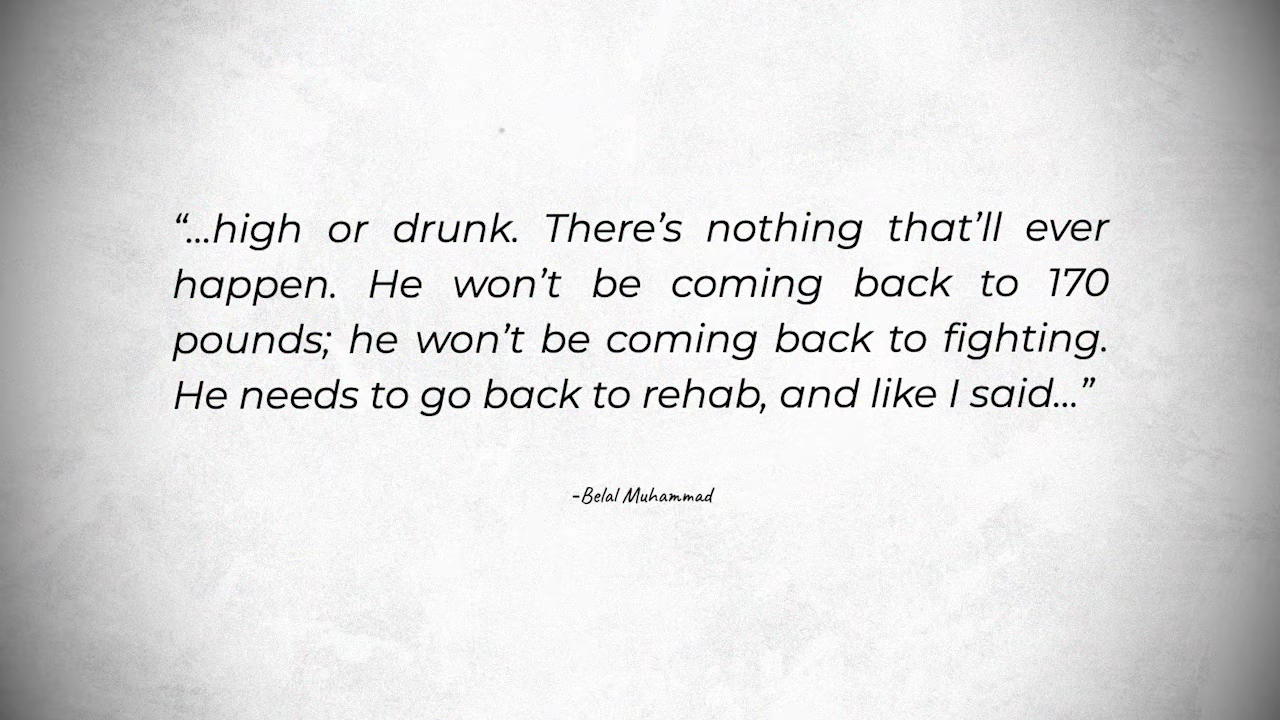 “...high or drunk. There’s nothing that’ll ever
happen. He won’t be coming back to 170
pounds; he won’t be coming back to fighting.
He needs to go back to rehab, and like I said...”
-Belal Muhammad